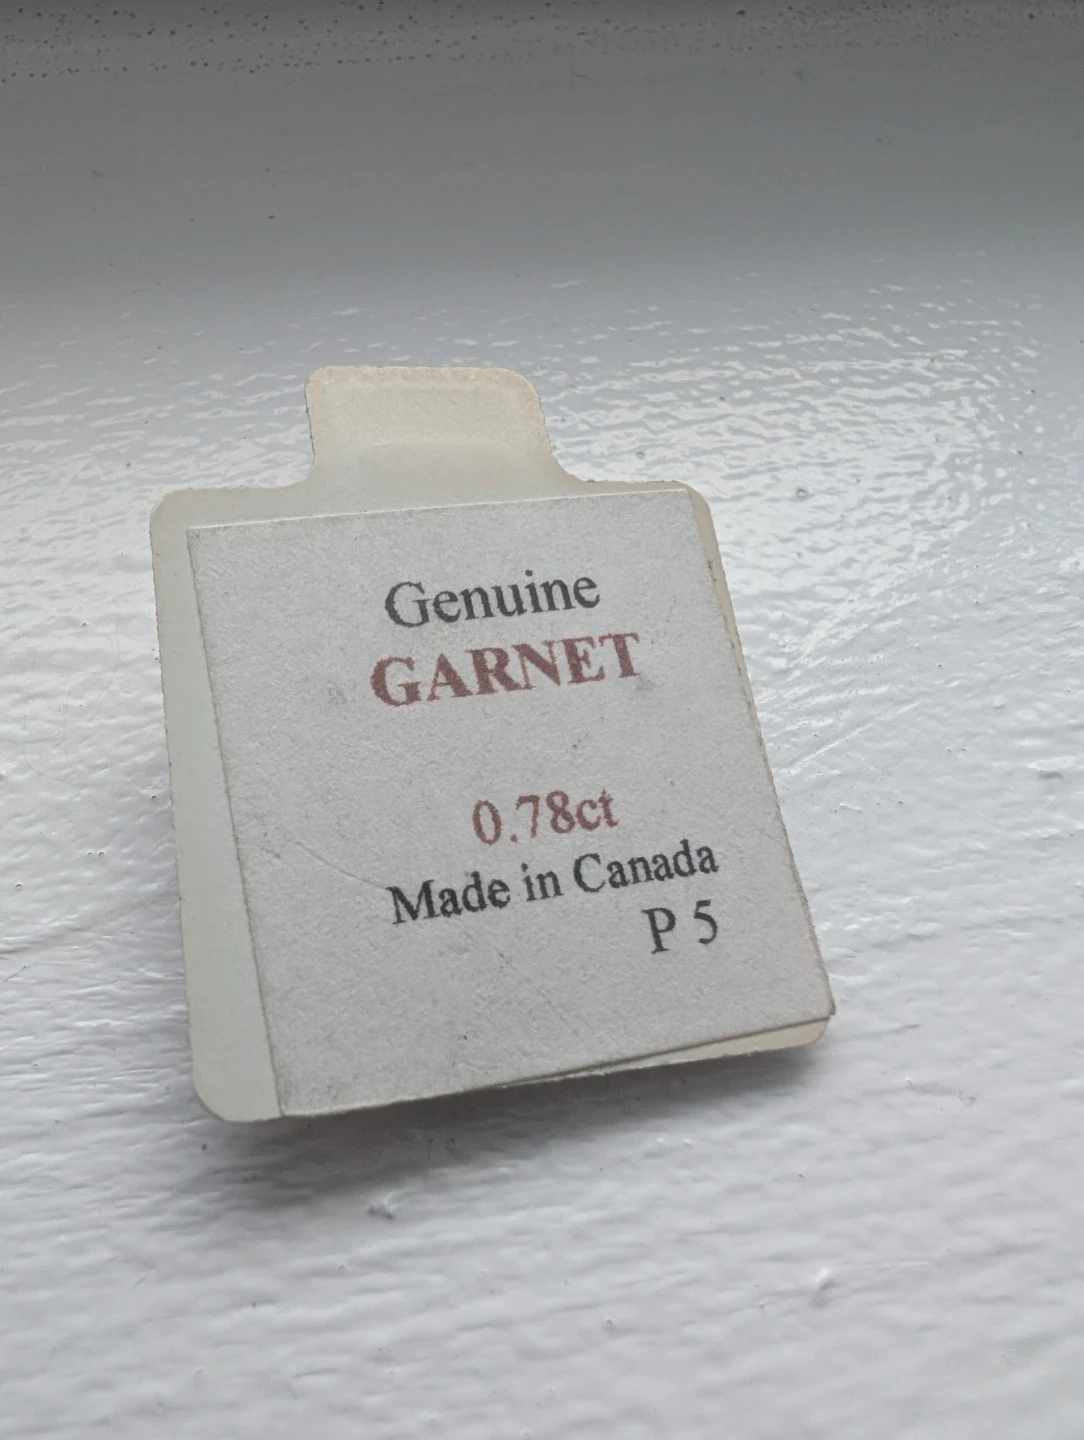 Genuine
GARNET
0.78ct
Made in Canada
P 5